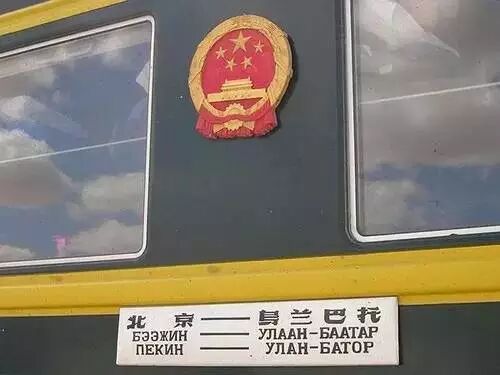 北京——乌兰巴托
БЭЭЖИН — УЛААН-БААТАР
ПЕКИН — УЛАН-БАТОР